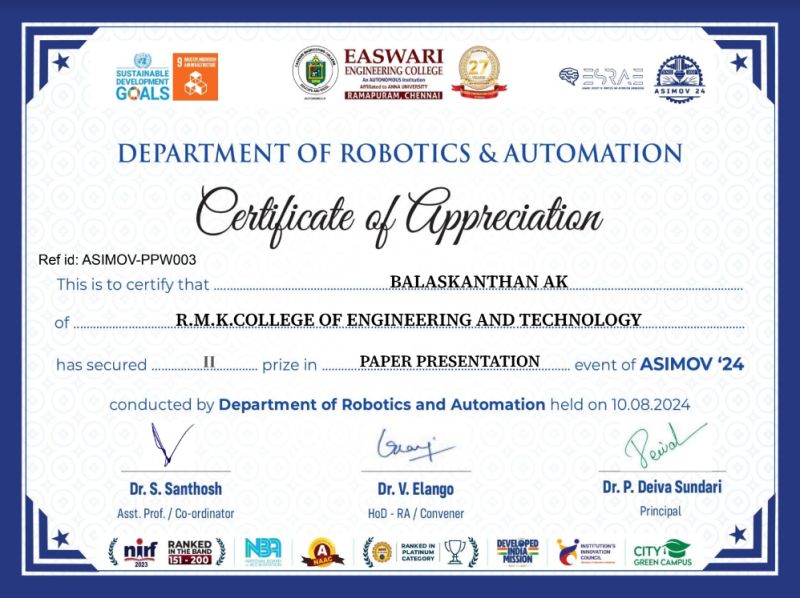 SUSTAINABLE
DEVELOPMENT
GOALS
9 INDUSTRY, INNOVATION
AND INFRASTRUCTURE
EASWARI
ENGINEERING COLLEGE
An AUTONOMOUS Institution
Affiliated to ANNA UNIVERSITY
RAMAPURAM, CHENNAI
27
ESRAE
ASIMOV 24
DEPARTMENT OF ROBOTICS & AUTOMATION
Certificate of Appreciation
Ref id: ASIMOV-PPW003
This is to certify that BALASKANTHAN AK
of R.M.K.COLLEGE OF ENGINEERING AND TECHNOLOGY
has secured II prize in PAPER PRESENTATION event of ASIMOV ‘24
conducted by Department of Robotics and Automation held on 10.08.2024
Dr. S. Santhosh
Asst. Prof. / Co-ordinator
Dr. V. Elango
HoD - RA / Convener
Dr. P. Deiva Sundari
Principal
nirf
2023
RANKED
IN THE BAND
151 - 200
NBA
A
NAAC
RANKED IN
PLATINUM
CATEGORY
DEVELOPED
INDIA
MISSION
INSTITUTION'S
INNOVATION
COUNCIL
CITY
GREEN CAMPUS